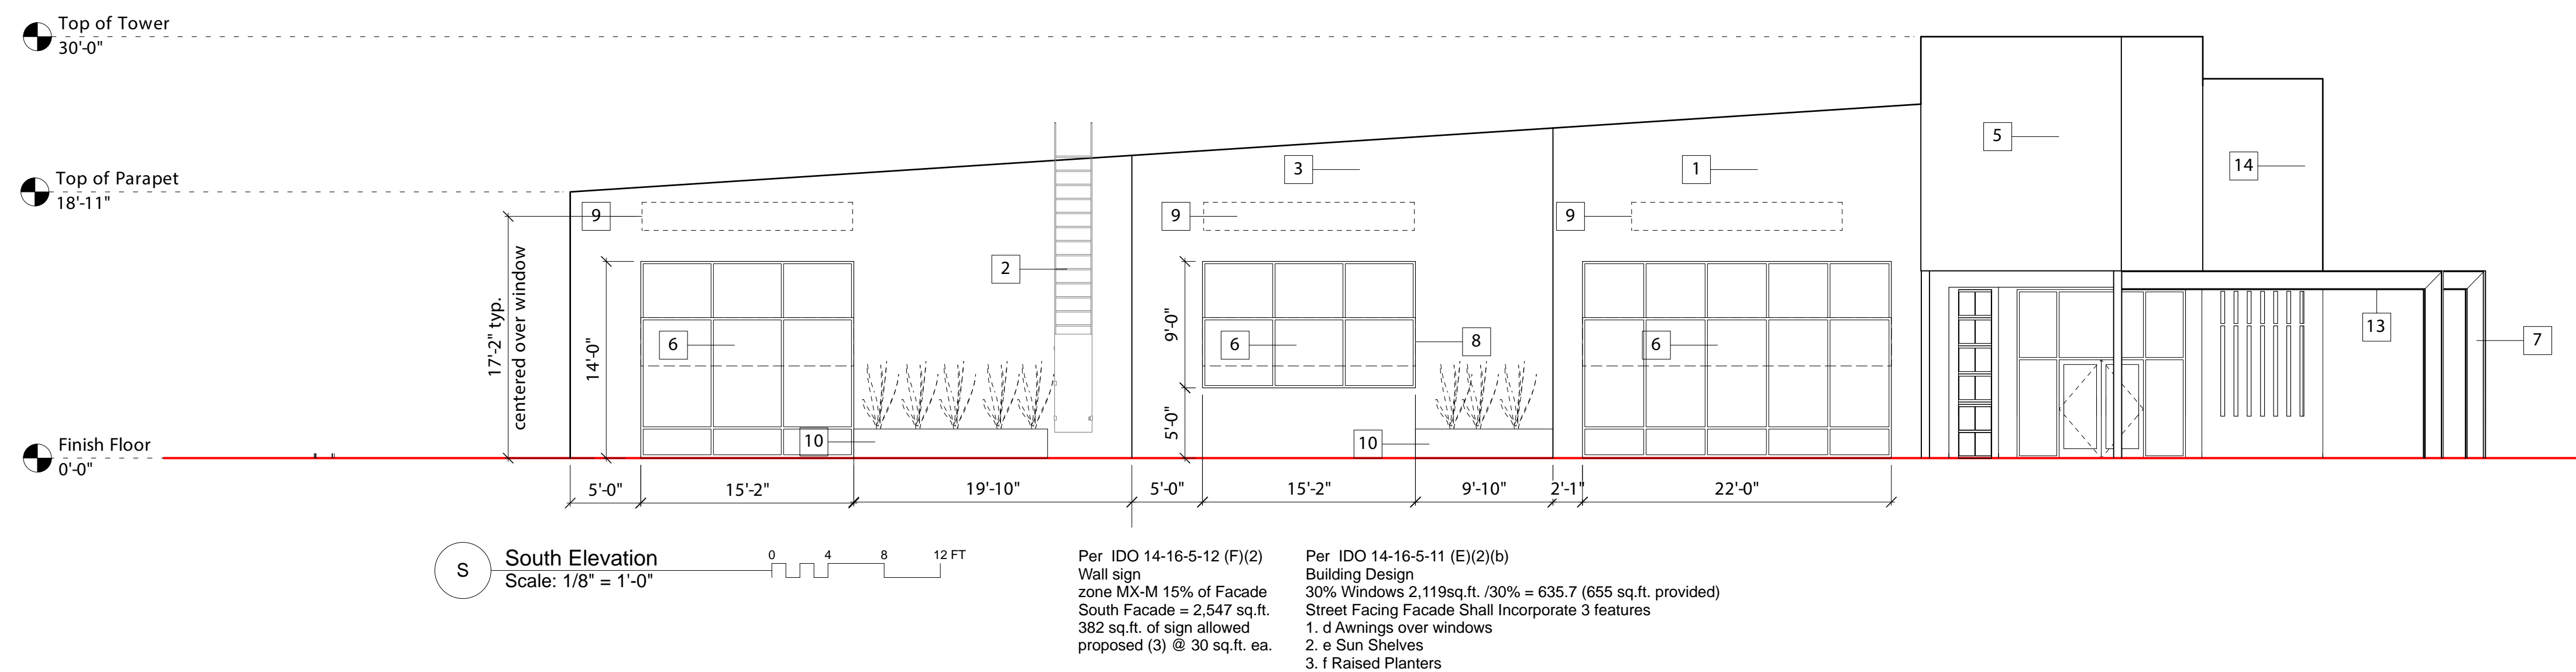 Top of Tower
30'-0"
Top of Parapet
18'-11"
Finish Floor
0'-0"
5
14
3
1
9
9
9
2
17'-2" typ.
centered over window
14'-0"
6
9'-0"
6
8
6
13
7
5'-0"
10
10
5'-0"
15'-2"
19'-10"
5'-0"
15'-2"
9'-10"
2'-1"
22'-0"
S
South Elevation
Scale: 1/8" = 1'-0"
0 4 8 12 FT
Per IDO 14-16-5-12 (F)(2)
Wall sign
zone MX-M 15% of Facade
South Facade = 2,547 sq.ft.
382 sq.ft. of sign allowed
proposed (3) @ 30 sq.ft. ea.
Per IDO 14-16-5-11 (E)(2)(b)
Building Design
30% Windows 2,119sq.ft. /30% = 635.7 (655 sq.ft. provided)
Street Facing Facade Shall Incorporate 3 features
1. d Awnings over windows
2. e Sun Shelves
3. f Raised Planters